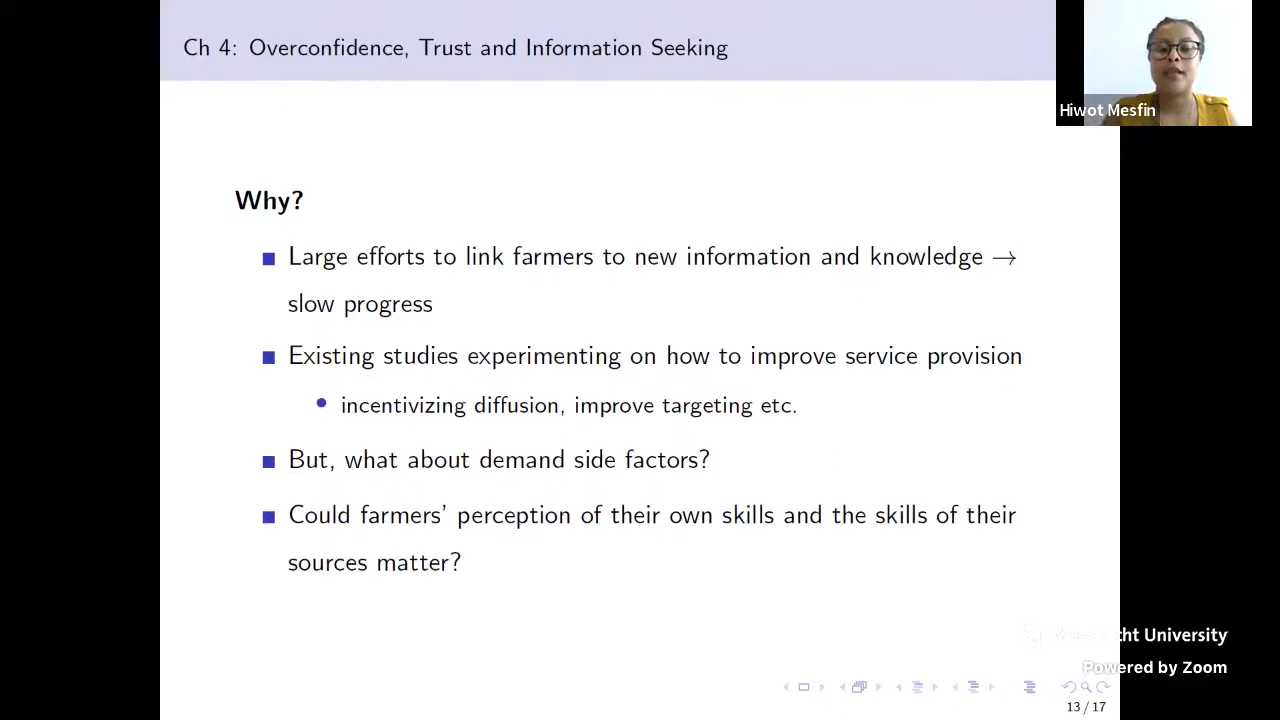 Ch 4: Overconfidence, Trust and Information Seeking
Hiwot Mesfin
Why?
Large efforts to link farmers to new information and knowledge →
slow progress
Existing studies experimenting on how to improve service provision
incentivizing diffusion, improve targeting etc.
But, what about demand side factors?
Could farmers' perception of their own skills and the skills of their
sources matter?
University
Powered by Zoom
13 / 17